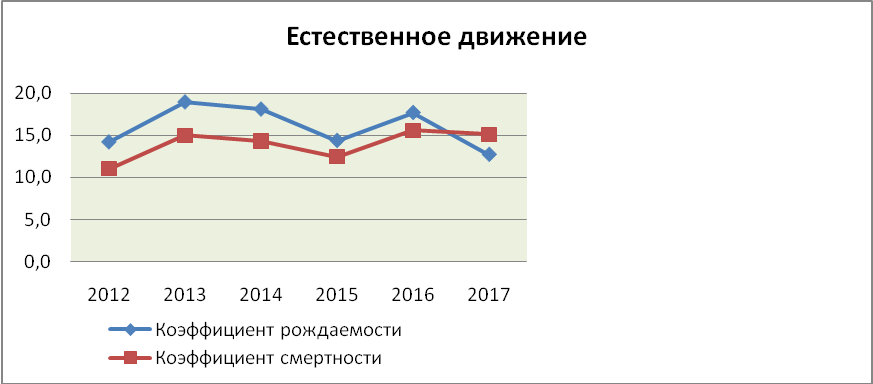 Естественное движение
20,0
15,0
10,0
5,0
0,0
2012 2013 2014 2015 2016 2017
Коэффициент рождаемости
Коэффициент смертности